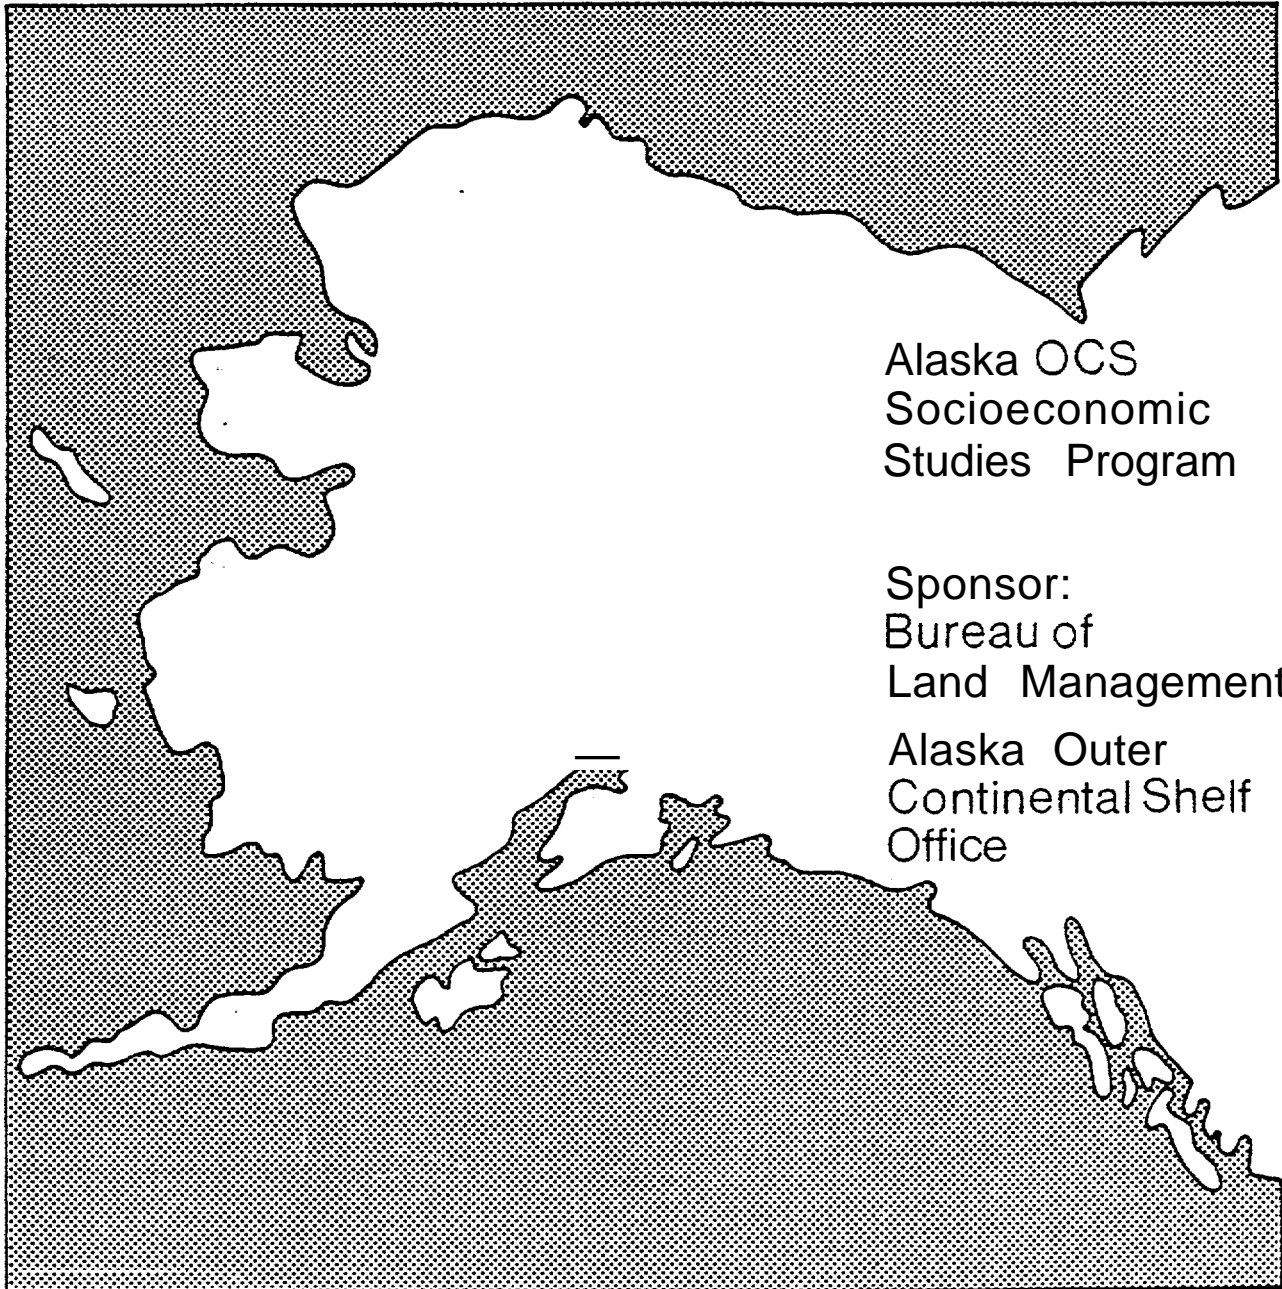 Alaska OCS
Socioeconomic
Studies Program
Sponsor:
Bureau of
Land Management
Alaska Outer
Continental Shelf
Office